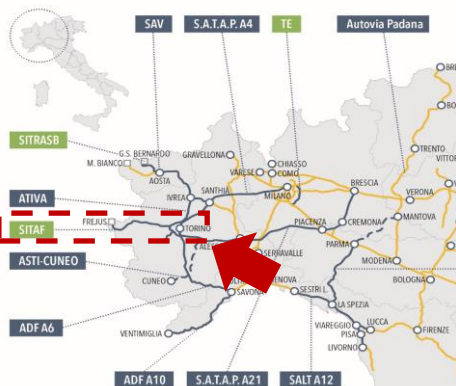 SAV
S.A.T.A.P. A4
TE
Autovia Padana
SITRASB
G.S. BERNARDO
M. BIANCO
AOSTA
GRAVELLONA
VARESE
CHIASSO
COMO
TRENTO
ATIVA
IVREA
SANTHIÀ
MILANO
BRESCIA
VERONA
SITAF
FREJUS
TORINO
PIACENZA
CREMONA
MANTOVA
ASTI-CUNEO
PARMA
SERRAVALLE
MODENA
CUNEO
SAVONA
SESTRI L.
BOLOGNA
ADF A6
LA SPEZIA
VENTIMIGLIA
VIAREGGIO
LUCCA
PISA
FIRENZE
LIVORNO
ADF A10
S.A.T.A.P. A21
SALT A12